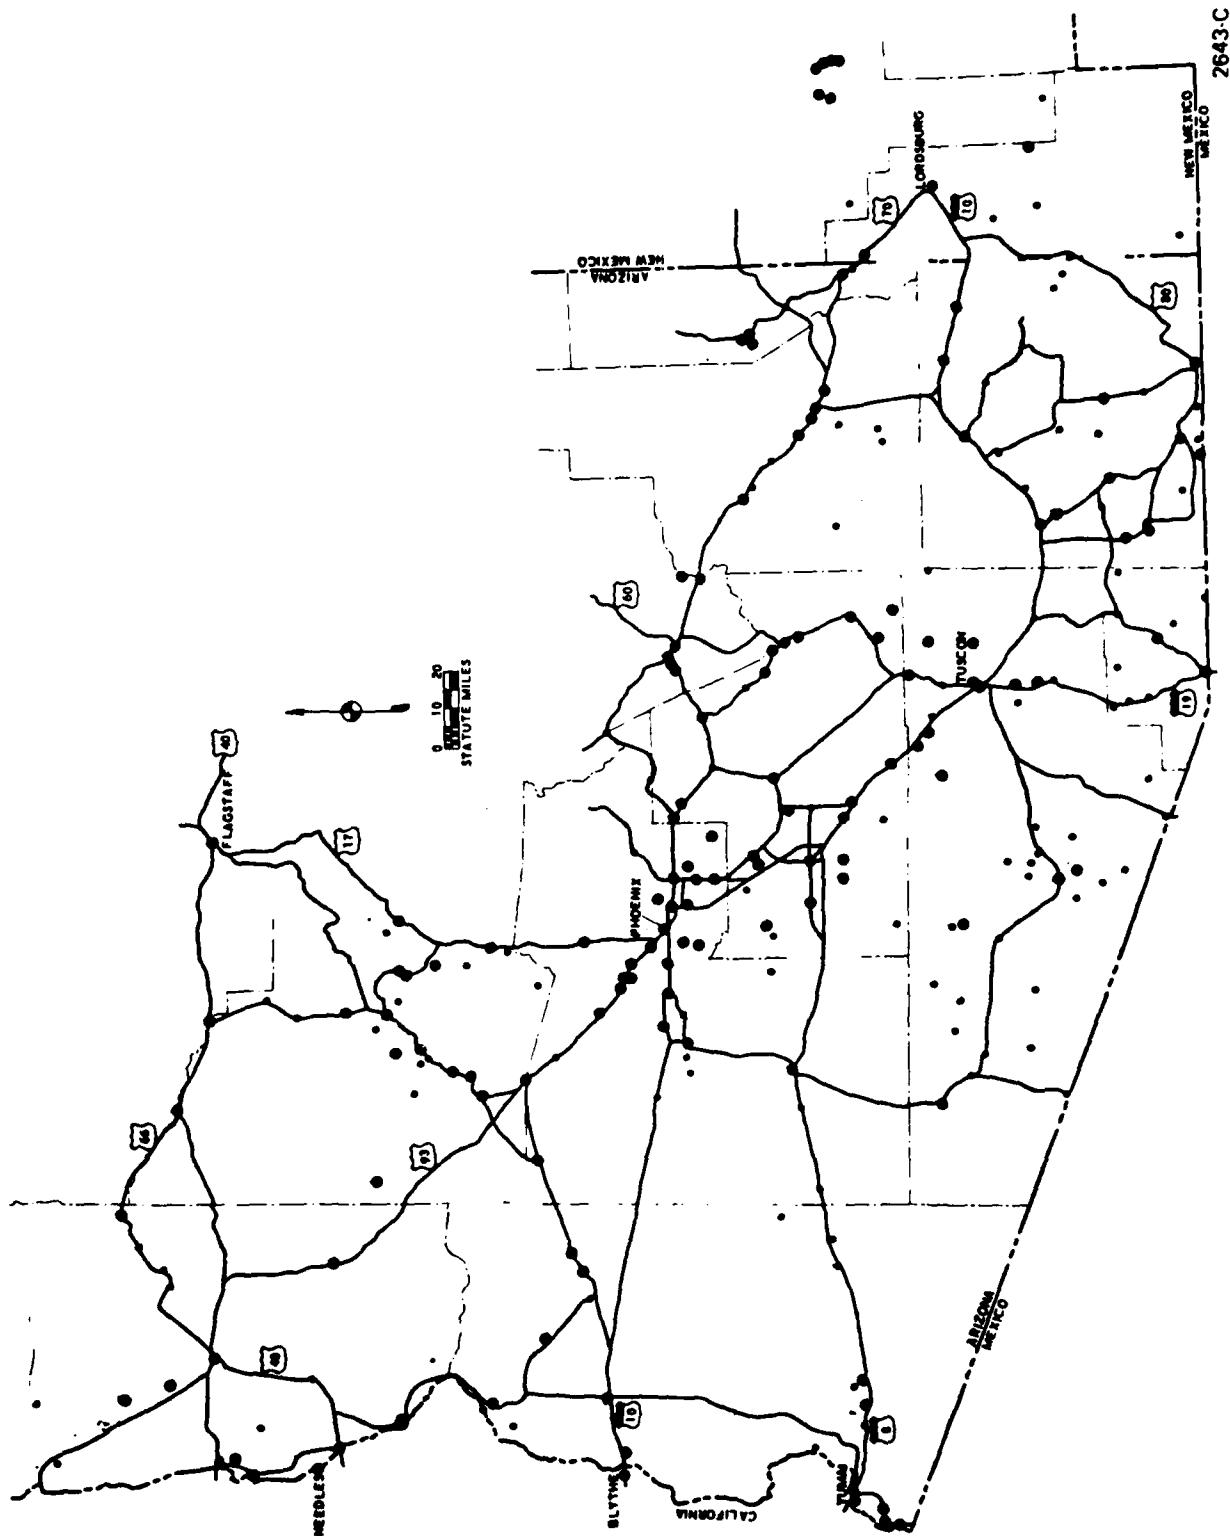 FLAGSTAFF
40
17
66
93
40
NEEDLES
0 10 20
STATUTE MILES
60
PHOENIX
BLYTHE
10
CALIFORNIA
YUMA
8
ARIZONA
MEXICO
TUSCON
19
ARIZONA
NEW MEXICO
70
LORDSBURG
10
80
NEW MEXICO
MEXICO
2643-C